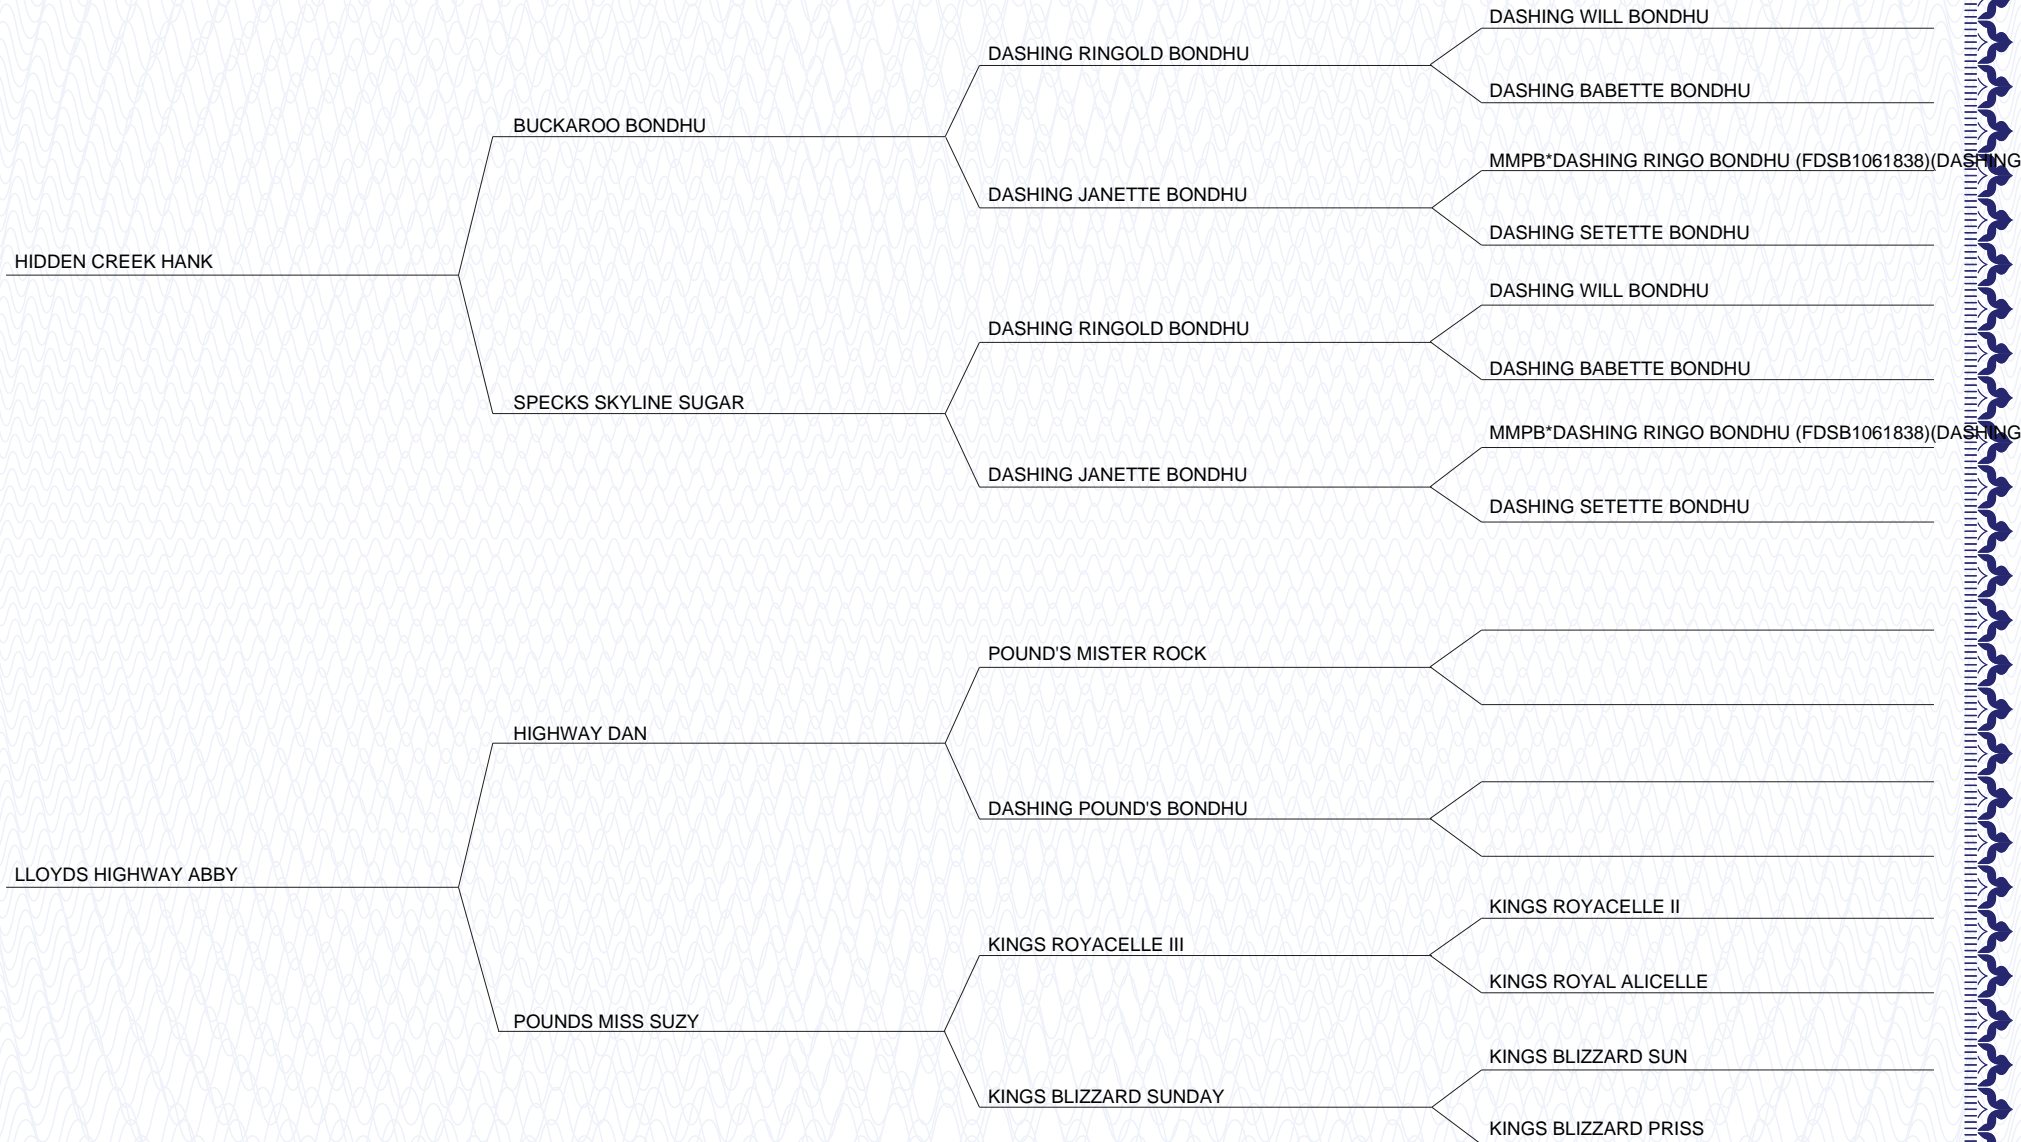 DASHING WILL BONDHU
DASHING RINGOLD BONDHU
DASHING BABETTE BONDHU
BUCKAROO BONDHU
MMPB*DASHING RINGO BONDHU (FDSB1061838)(DASHING
DASHING JANETTE BONDHU
DASHING SETETTE BONDHU
HIDDEN CREEK HANK
DASHING WILL BONDHU
DASHING RINGOLD BONDHU
DASHING BABETTE BONDHU
SPECKS SKYLINE SUGAR
MMPB*DASHING RINGO BONDHU (FDSB1061838)(DASHING
DASHING JANETTE BONDHU
DASHING SETETTE BONDHU
POUND'S MISTER ROCK
HIGHWAY DAN
DASHING POUND'S BONDHU
LLOYDS HIGHWAY ABBY
KINGS ROYACELLE II
KINGS ROYACELLE III
KINGS ROYAL ALICELLE
POUNDS MISS SUZY
KINGS BLIZZARD SUN
KINGS BLIZZARD SUNDAY
KINGS BLIZZARD PRISS